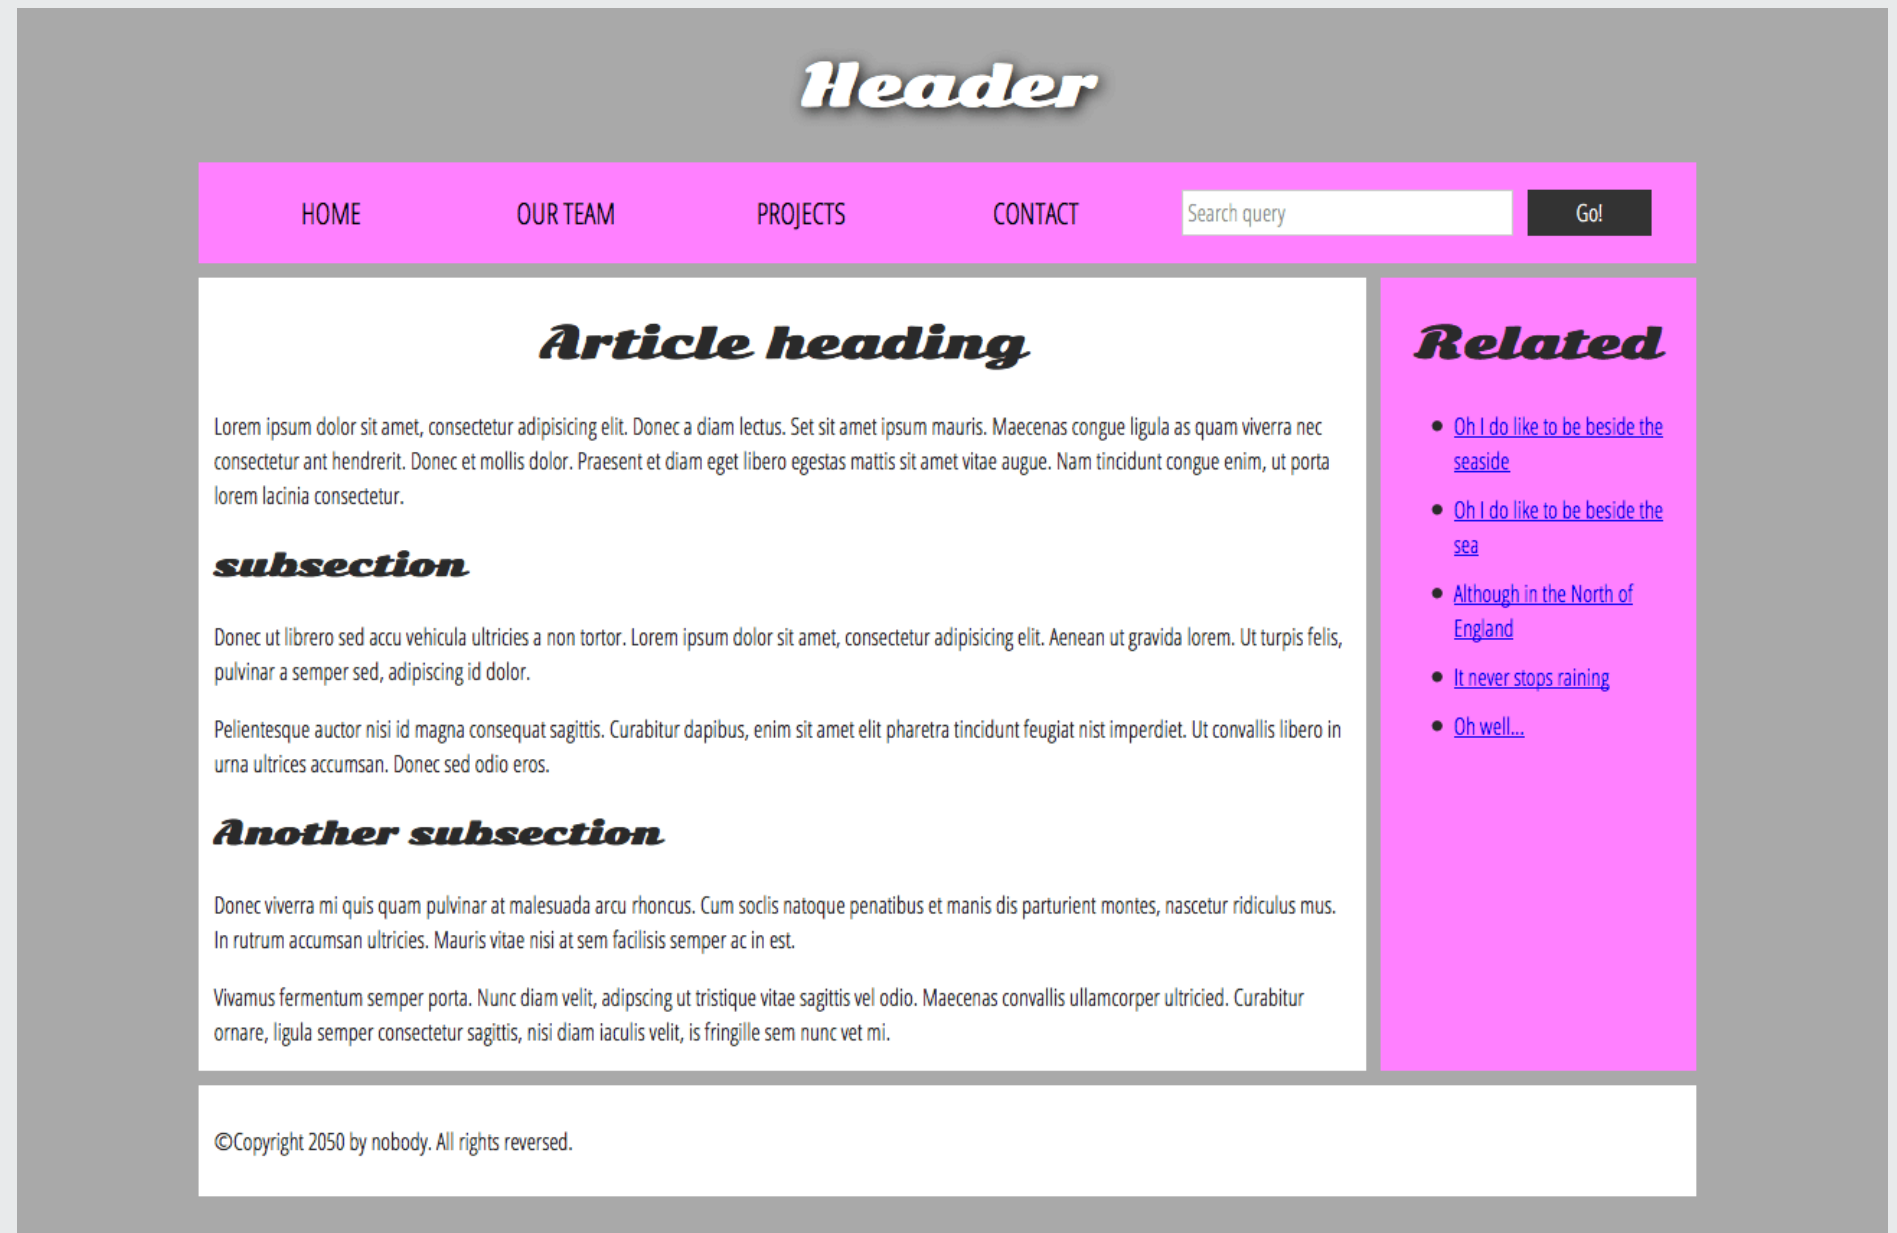 Header
HOME
OUR TEAM
PROJECTS
CONTACT
Search query
Go!
Article heading
Lorem ipsum dolor sit amet, consectetur adipisicing elit. Donec a diam lectus. Set sit amet ipsum mauris. Maecenas congue ligula as quam viverra nec
consectetur ant hendrerit. Donec et mollis dolor. Praesent et diam eget libero egestas mattis sit amet vitae augue. Nam tincidunt congue enim, ut porta
lorem lacinia consectetur.
subsection
Donec ut librero sed accu vehicula ultricies a non tortor. Lorem ipsum dolor sit amet, consectetur adipisicing elit. Aenean ut gravida lorem. Ut turpis felis,
pulvinar a semper sed, adipiscing id dolor.
Pelientesque auctor nisi id magna consequat sagittis. Curabitur dapibus, enim sit amet elit pharetra tincidunt feugiat nist imperdiet. Ut convallis libero in
urna ultrices accumsan. Donec sed odio eros.
Another subsection
Donec viverra mi quis quam pulvinar at malesuada arcu rhoncus. Cum soclis natoque penatibus et manis dis parturient montes, nascetur ridiculus mus.
In rutrum accumsan ultricies. Mauris vitae nisi at sem facilisis semper ac in est.
Vivamus fermentum semper porta. Nunc diam velit, adipscing ut tristique vitae sagittis vel odio. Maecenas convallis ullamcorper ultricied. Curabitur
ornare, ligula semper consectetur sagittis, nisi diam iaculis velit, is fringille sem nunc vet mi.
Related
Oh I do like to be beside the
seaside
Oh I do like to be beside the
sea
Although in the North of
England
It never stops raining
Oh well...
©Copyright 2050 by nobody. All rights reversed.